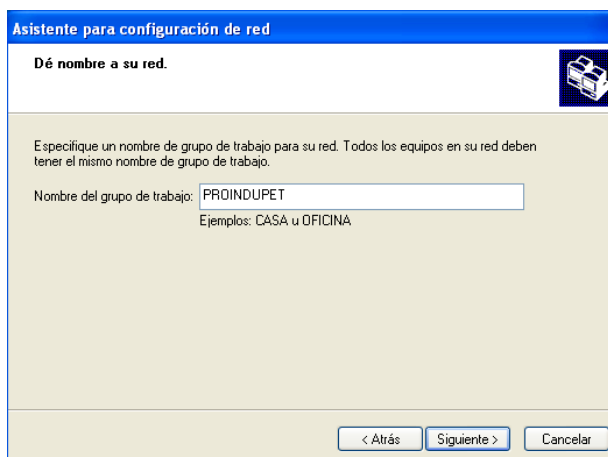 Asistente para configuración de red
Dé nombre a su red.
Especifique un nombre de grupo de trabajo para su red. Todos los equipos en su red deben
tener el mismo nombre de grupo de trabajo.
Nombre del grupo de trabajo: PROINDUPET
Ejemplos: CASA u OFICINA
< Atrás Siguiente > Cancelar